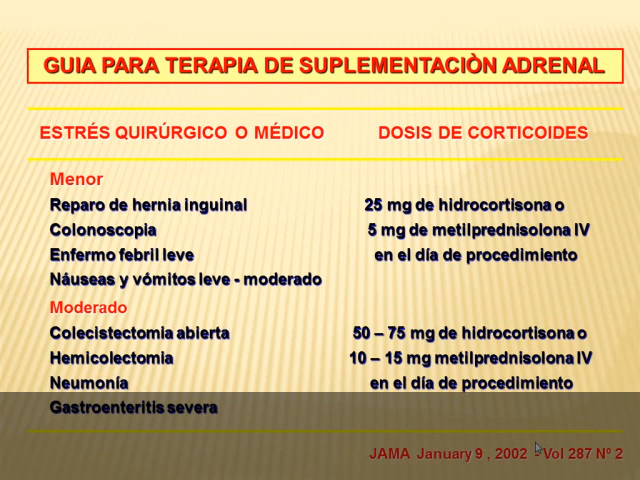 GUIA PARA TERAPIA DE SUPLEMENTACIÒN ADRENAL
ESTRÉS QUIRÚRGICO O MÉDICO DOSIS DE CORTICOIDES
Menor
Reparo de hernia inguinal 25 mg de hidrocortisona o
Colonoscopia 5 mg de metilprednisolona IV
Enfermo febril leve en el día de procedimiento
Náuseas y vómitos leve - moderado
Moderado
Colecistectomia abierta 50 – 75 mg de hidrocortisona o
Hemicolectomia 10 – 15 mg metilprednisolona IV
Neumonía en el día de procedimiento
Gastroenteritis severa
JAMA January 9 , 2002 - Vol 287 Nº 2